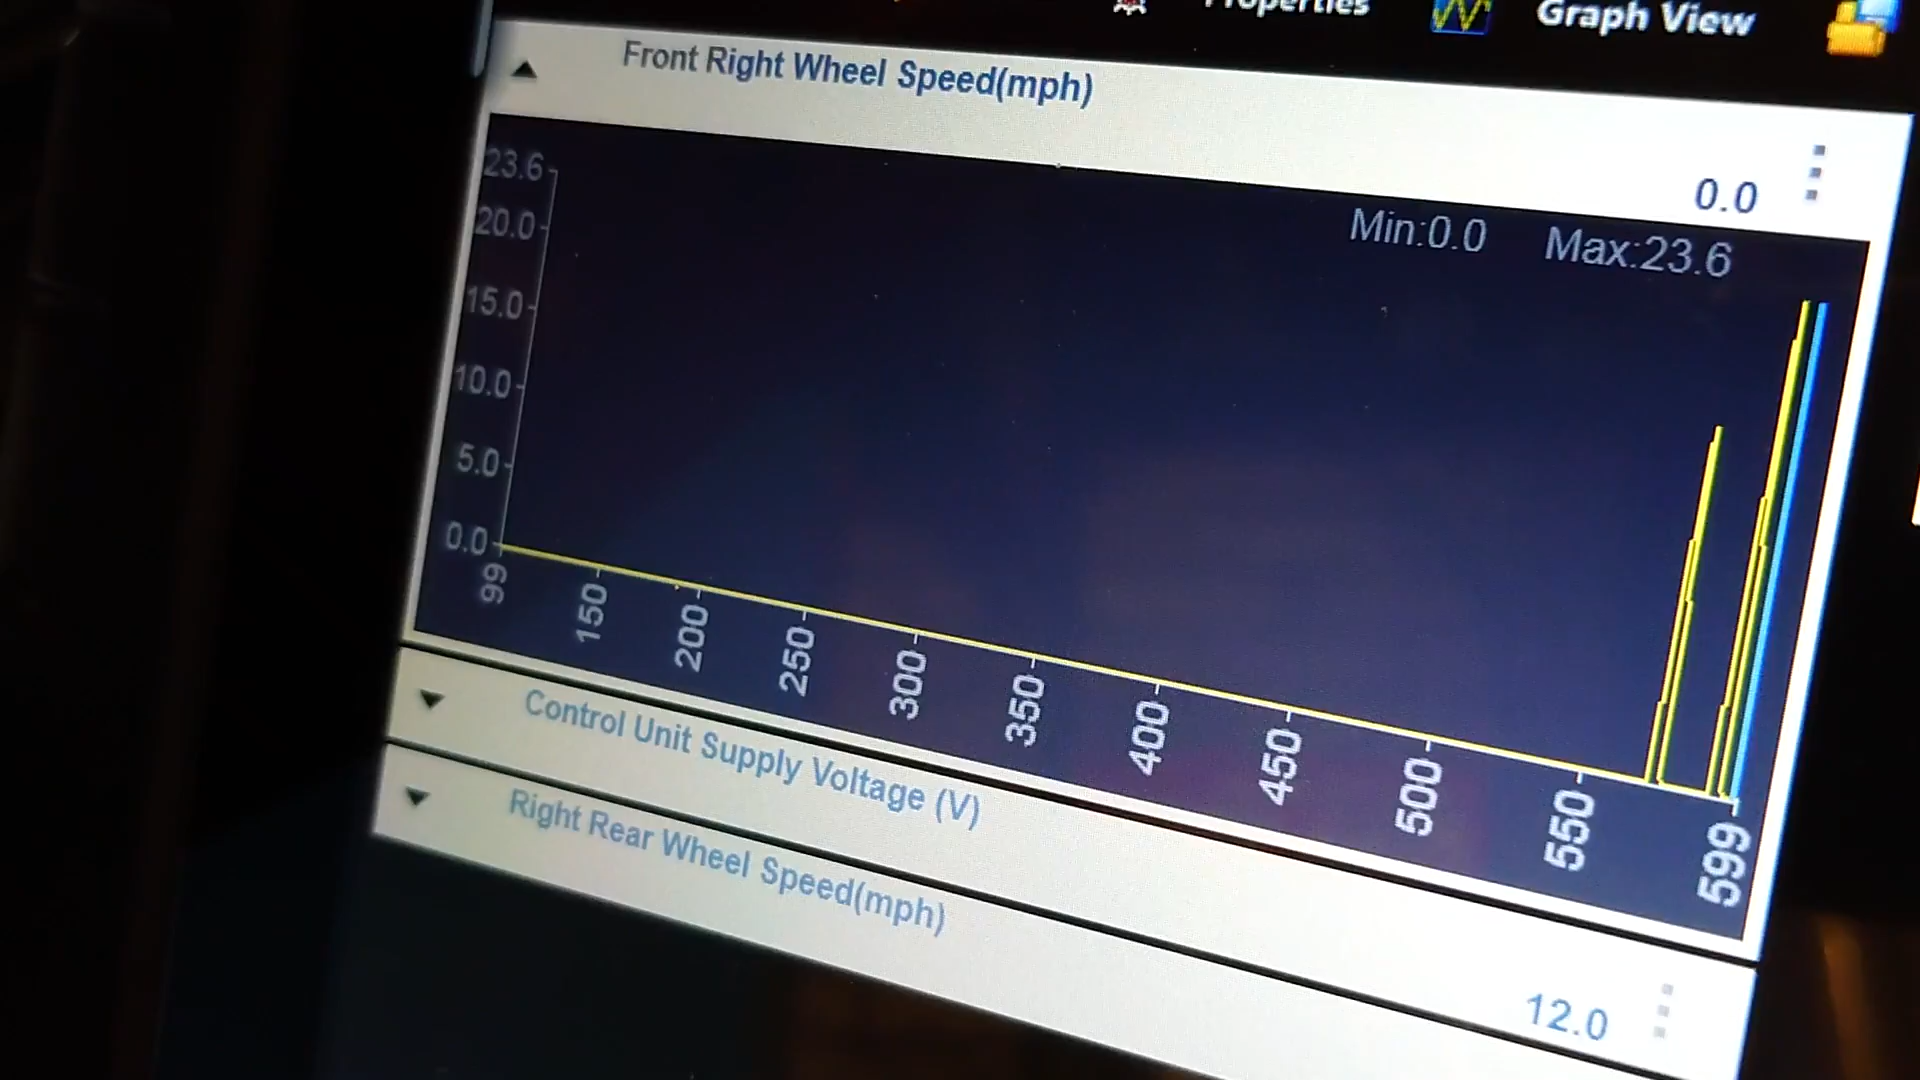 Properties
Graph View
Front Right Wheel Speed(mph)
0.0
Min:0.0 Max:23.6
23.6
20.0
15.0
10.0
5.0
0.0
99 150 200 250 300 350 400 450 500 550 599
Control Unit Supply Voltage (V)
12.0
Right Rear Wheel Speed(mph)